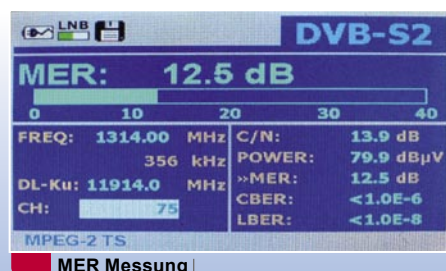 LNB
DVB-S2
MER: 12.5 dB
0 10 20 30 40
FREQ: 1314.00 MHz
356 kHz
DL-Ku: 11914.0 MHz
CH: 75
C/N: 13.9 dB
POWER: 79.9 dBµV
»MER: 12.5 dB
CBER: <1.0E-6
LBER: <1.0E-8
MPEG-2 TS
MER Messung